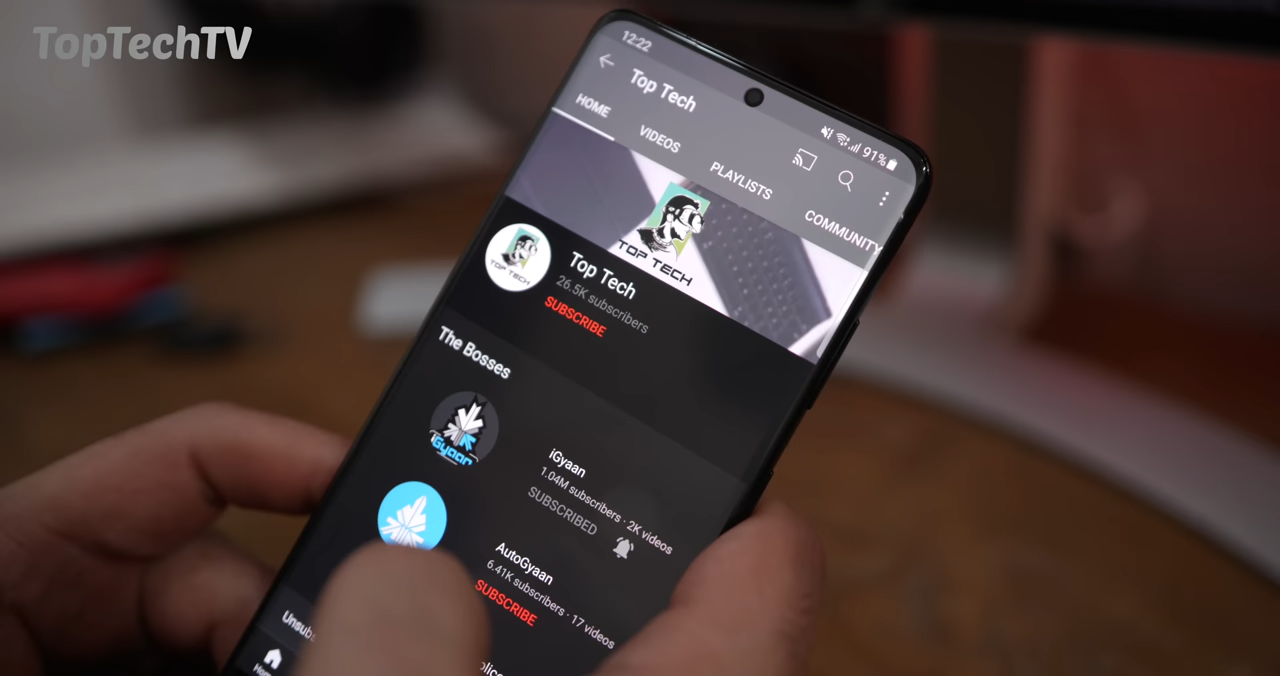 TopTechTV
12:22
91%
Top Tech
HOME
VIDEOS
PLAYLISTS
COMMUNITY
TOP TECH
TOP TECH
Top Tech
26.5K subscribers
SUBSCRIBE
The Bosses
iGyaan
iGyaan
1.04M subscribers · 2K videos
SUBSCRIBED
AutoGyaan
6.41K subscribers · 17 videos
SUBSCRIBE